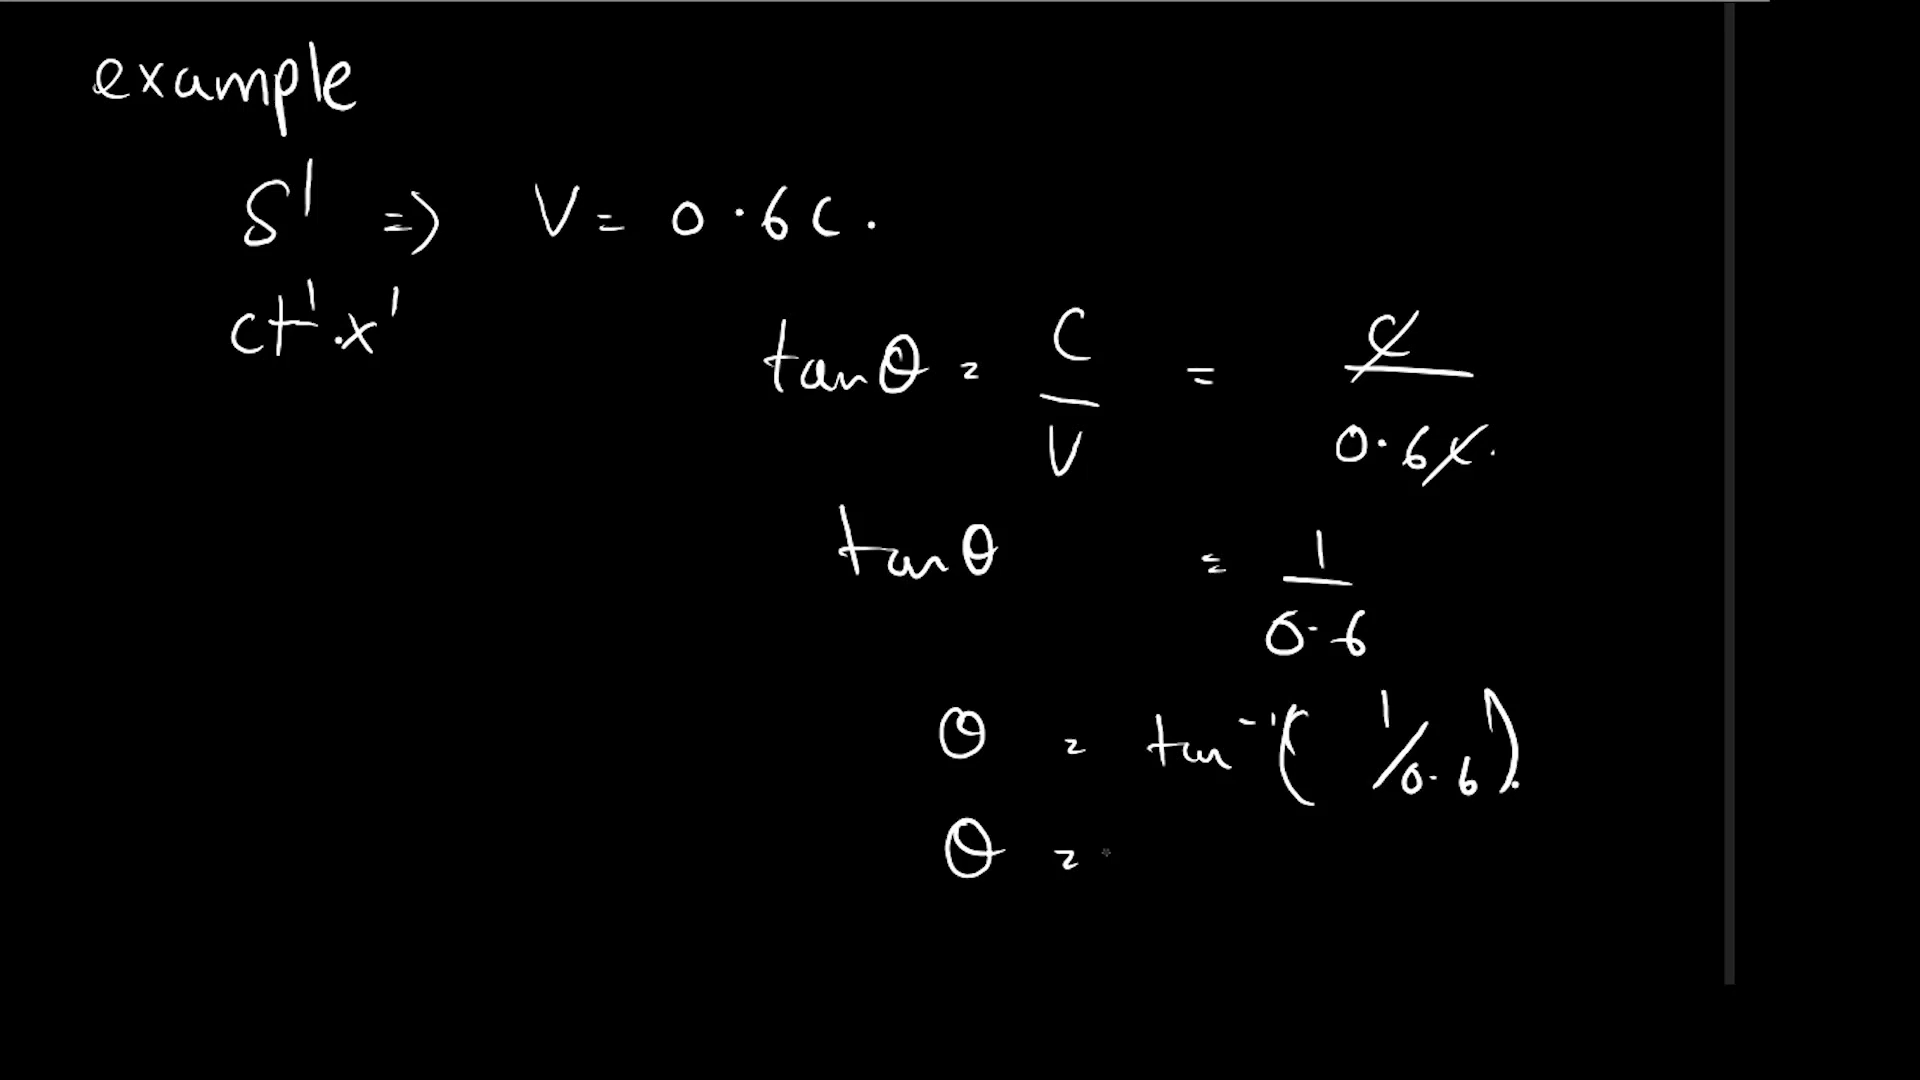 example
S' => V = 0.6c.
ct'.x'
tanθ = C/V = c/0.6c.
tanθ = 1/0.6
θ = tan⁻¹(1/0.6).
θ =